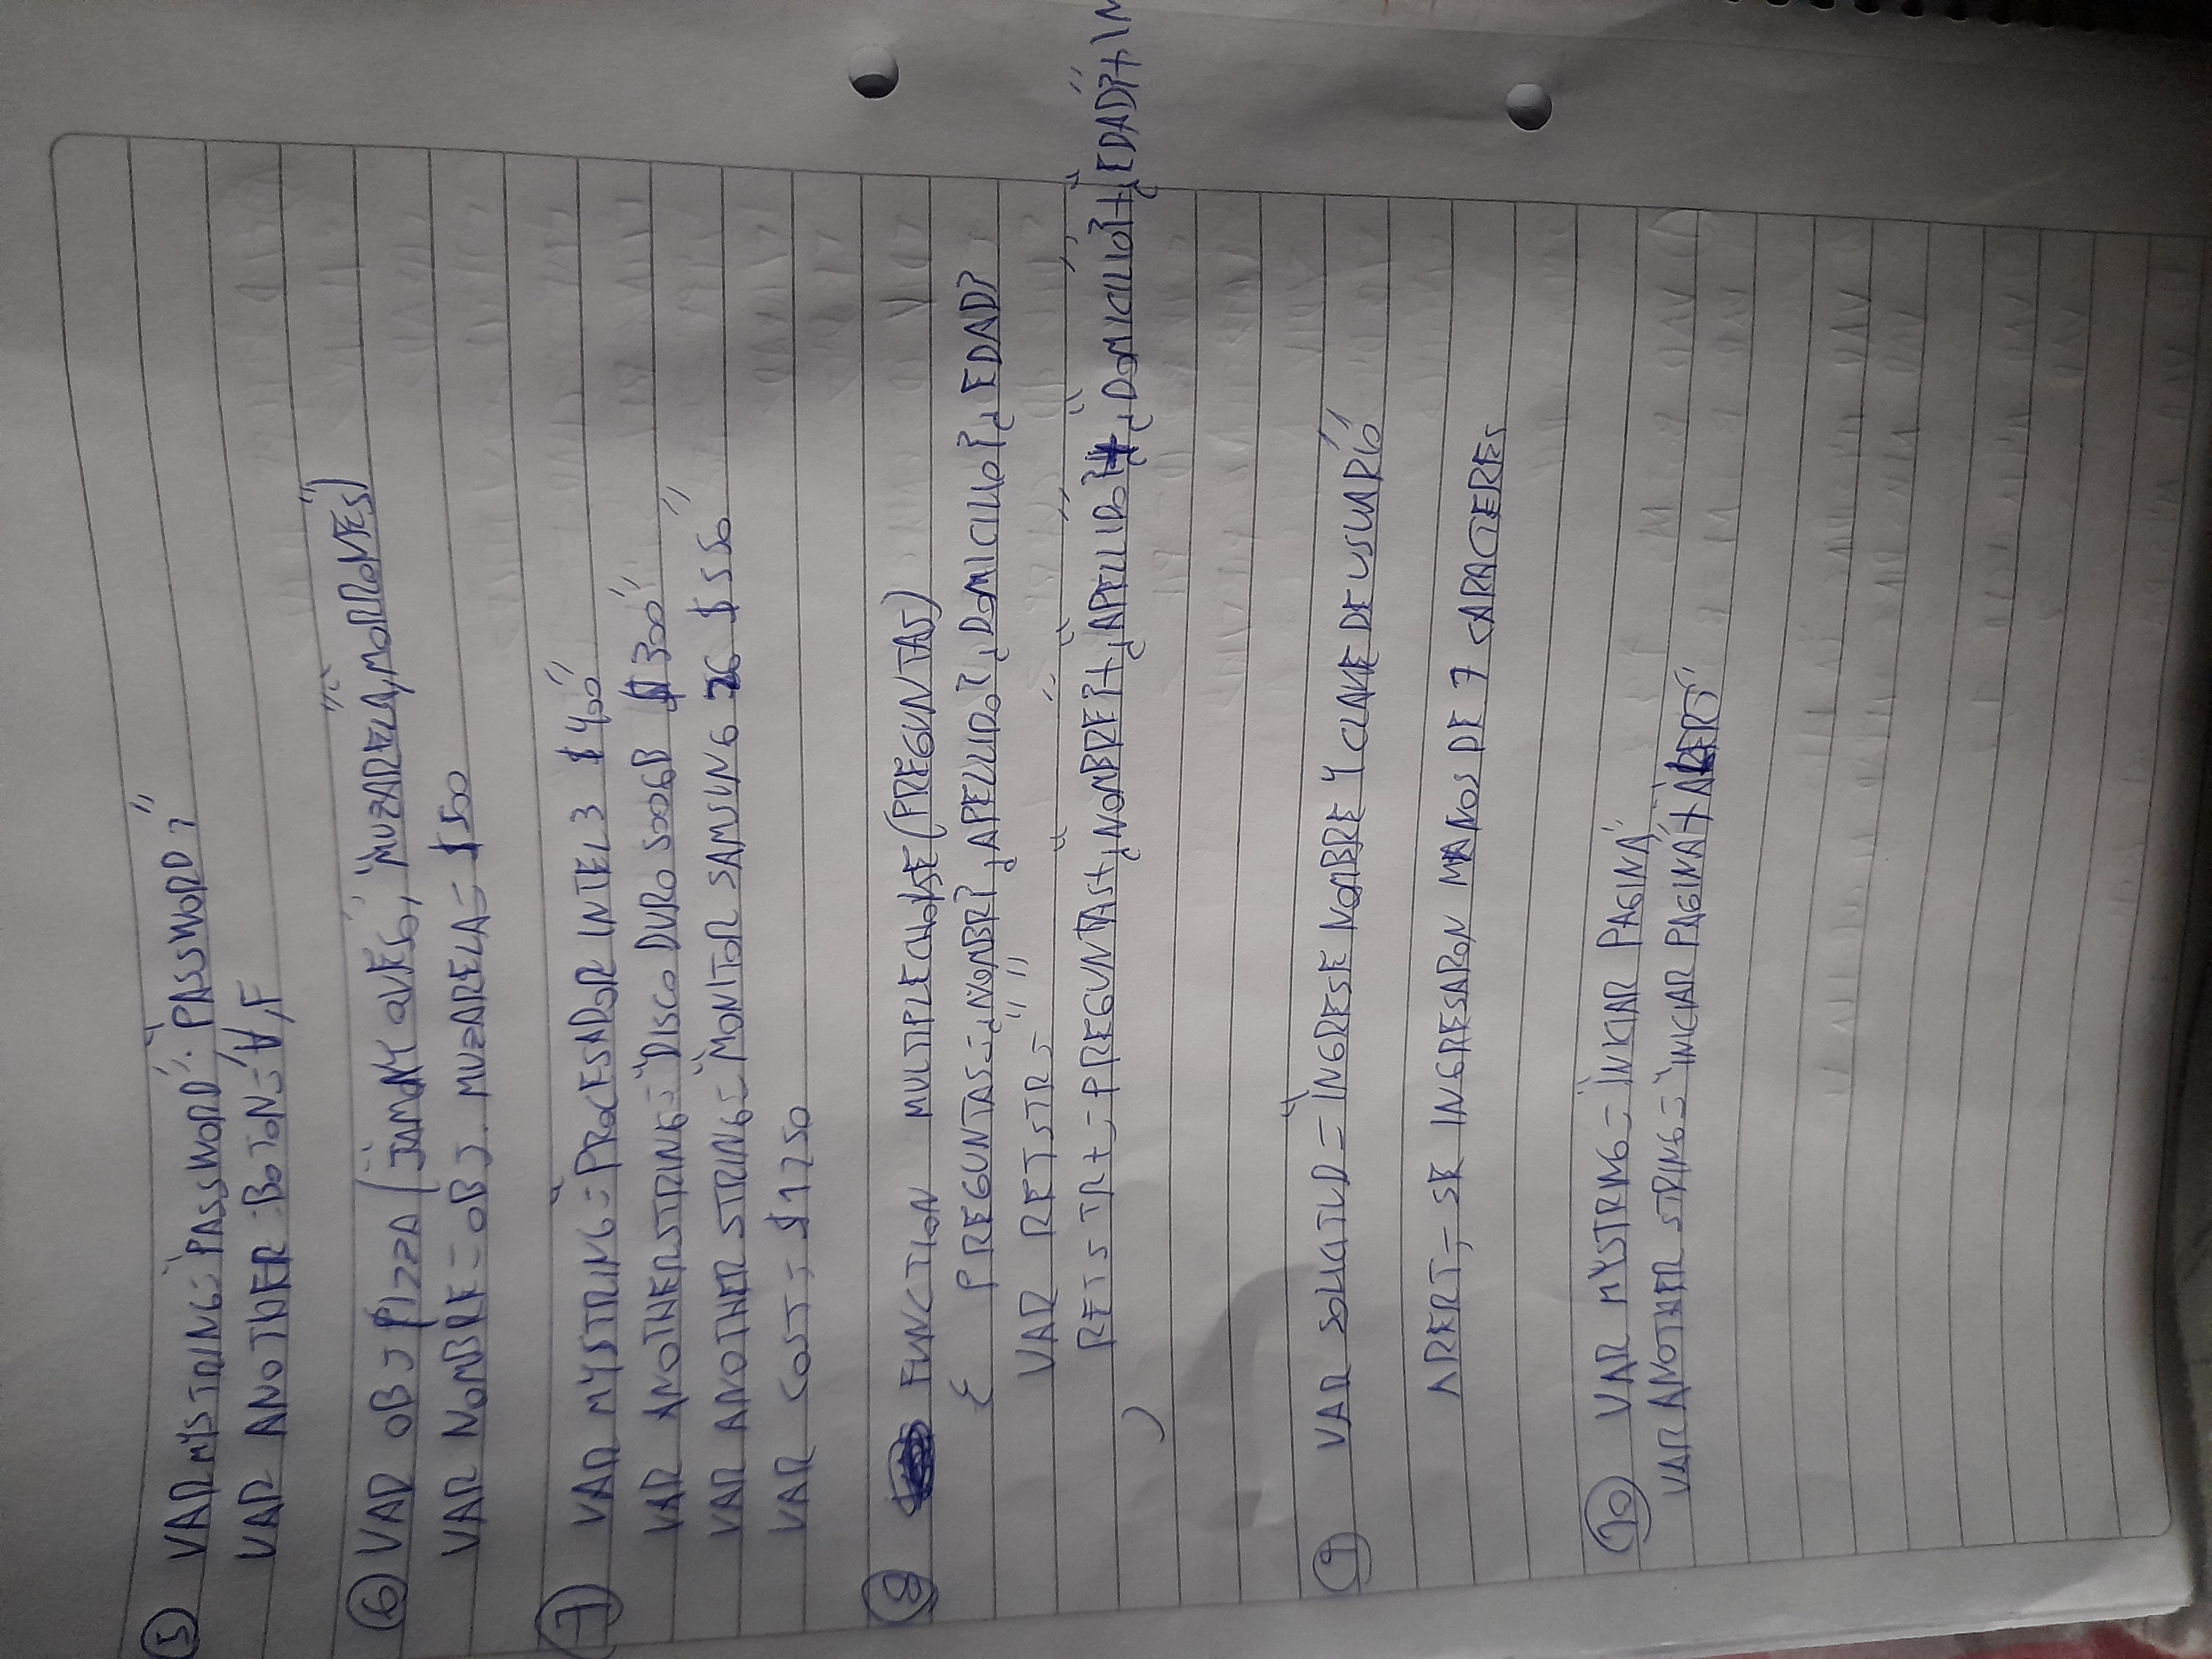 5 VAR MYSTRING= "PASSWORD"; "PASSWORD?"
VAR ANOTHER BOTON= V,F
6 VAR OBJ PIZZA ("JAMON Y QUESO", "MUZARELA", "MORRONES")
VAR NOMBRE = OBJ. MUZARELA = $500
7 VAR MYSTRING = "PROCESADOR INTEL 3 $400"
VAR ANOTHERSTRING= "DISCO DURO 500GB $300"
VAR ANOTHER STRING= "MONITOR SAMSUNG 26 $550"
VAR COST= $1250
8 FUNCTION MULTIPLECHOISE (PREGUNTAS)
{ PREGUNTAS=¿NOMBR?,¿APELLIDO?,¿DOMICILIO?,¿EDAD?
VAR RETSTR= ""
RETSTR+= PREGUNTAS+"¿NOMBRE?"+"¿APELLIDO?"+"¿DOMICILIO?"+"¿EDAD?"+\N
}
9 VAR SOLICITUD = "INGRESE NOMBRE Y CLAVE DE USUARIO"
ARERT= SE INGRESARON MANOS DE 7 CARACTERES
10 VAR MYSTRING = "INICIAR PAGINA"
VAR ANOTHER STRING = "INICIAR PAGINA"+"ALERT"